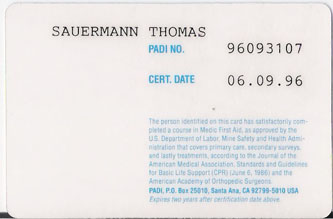 SAUERMANN THOMAS
PADI NO. 96093107
CERT. DATE 06.09.96
The person identified on this card has satisfactorily com-
pleted a course in Medic First Aid, as approved by the
U.S. Department of Labor, Mine Safety and Health Admi-
nistration that covers primary care, secondary surveys,
and lastly treatments, according to the Journal of the
American Medical Association, Standards and Guidelines
for Basic Life Support (CPR) (June 6, 1986) and the
American Academy of Orthopedic Surgeons.
PADI, P.O. Box 25010, Santa Ana, CA 92799-5010 USA
Expires two years after certification date above.